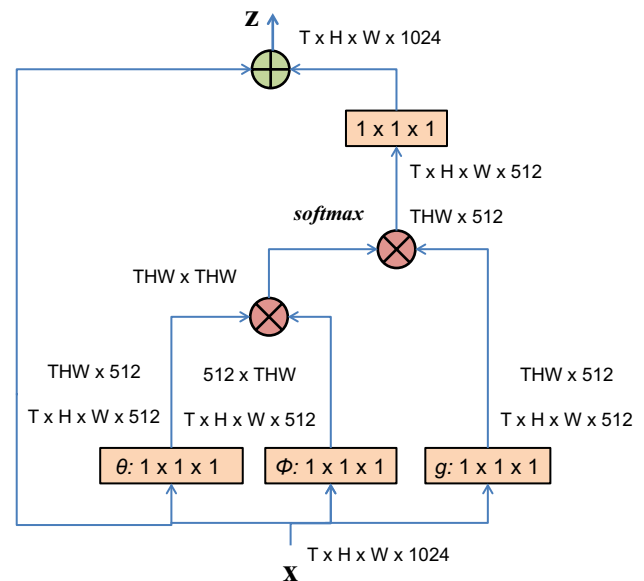 z
T x H x W x 1024
1 x 1 x 1
T x H x W x 512
softmax
THW x 512
THW x THW
THW x 512
512 x THW
THW x 512
T x H x W x 512
T x H x W x 512
T x H x W x 512
θ: 1 x 1 x 1
Φ: 1 x 1 x 1
g: 1 x 1 x 1
T x H x W x 1024
x